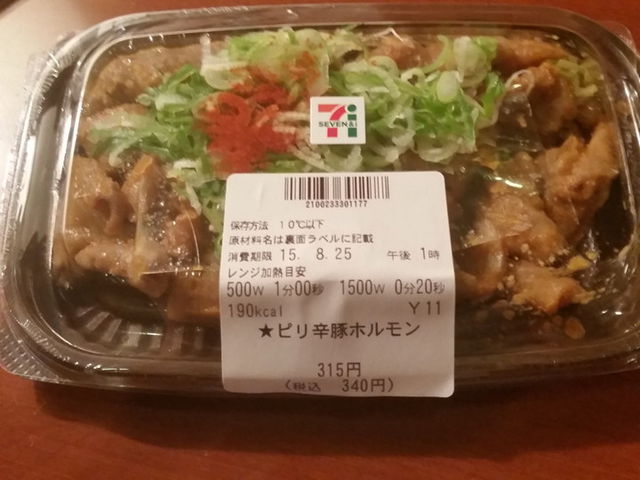 7i
SEVEN&i
2100233301177
保存方法 10℃以下
原材料名は裏面ラベルに記載
消費期限 15. 8.25 午後 1時
レンジ加熱目安
500W 1分00秒 1500W 0分20秒
190kcal Y11
★ピリ辛豚ホルモン
315円
(税込 340円)